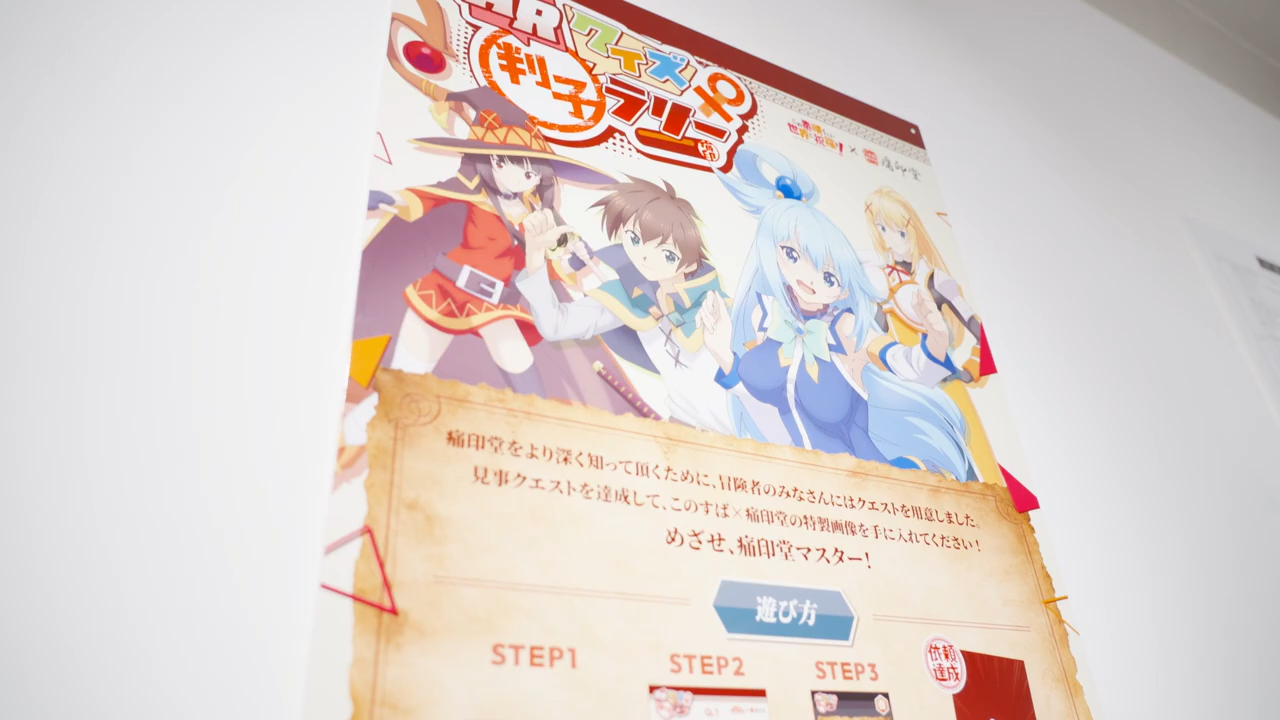 AR クイズ
判子ラリー
この素晴らしい世界に祝福を! × 痛印堂
痛印堂をより深く知って頂くために、冒険者のみなさんにはクエストを用意しました。
見事クエストを達成して、このすば×痛印堂の特製画像を手に入れてください!
めざせ、痛印堂マスター!
遊び方
STEP1
STEP2
STEP3
依頼
達成
Q.1